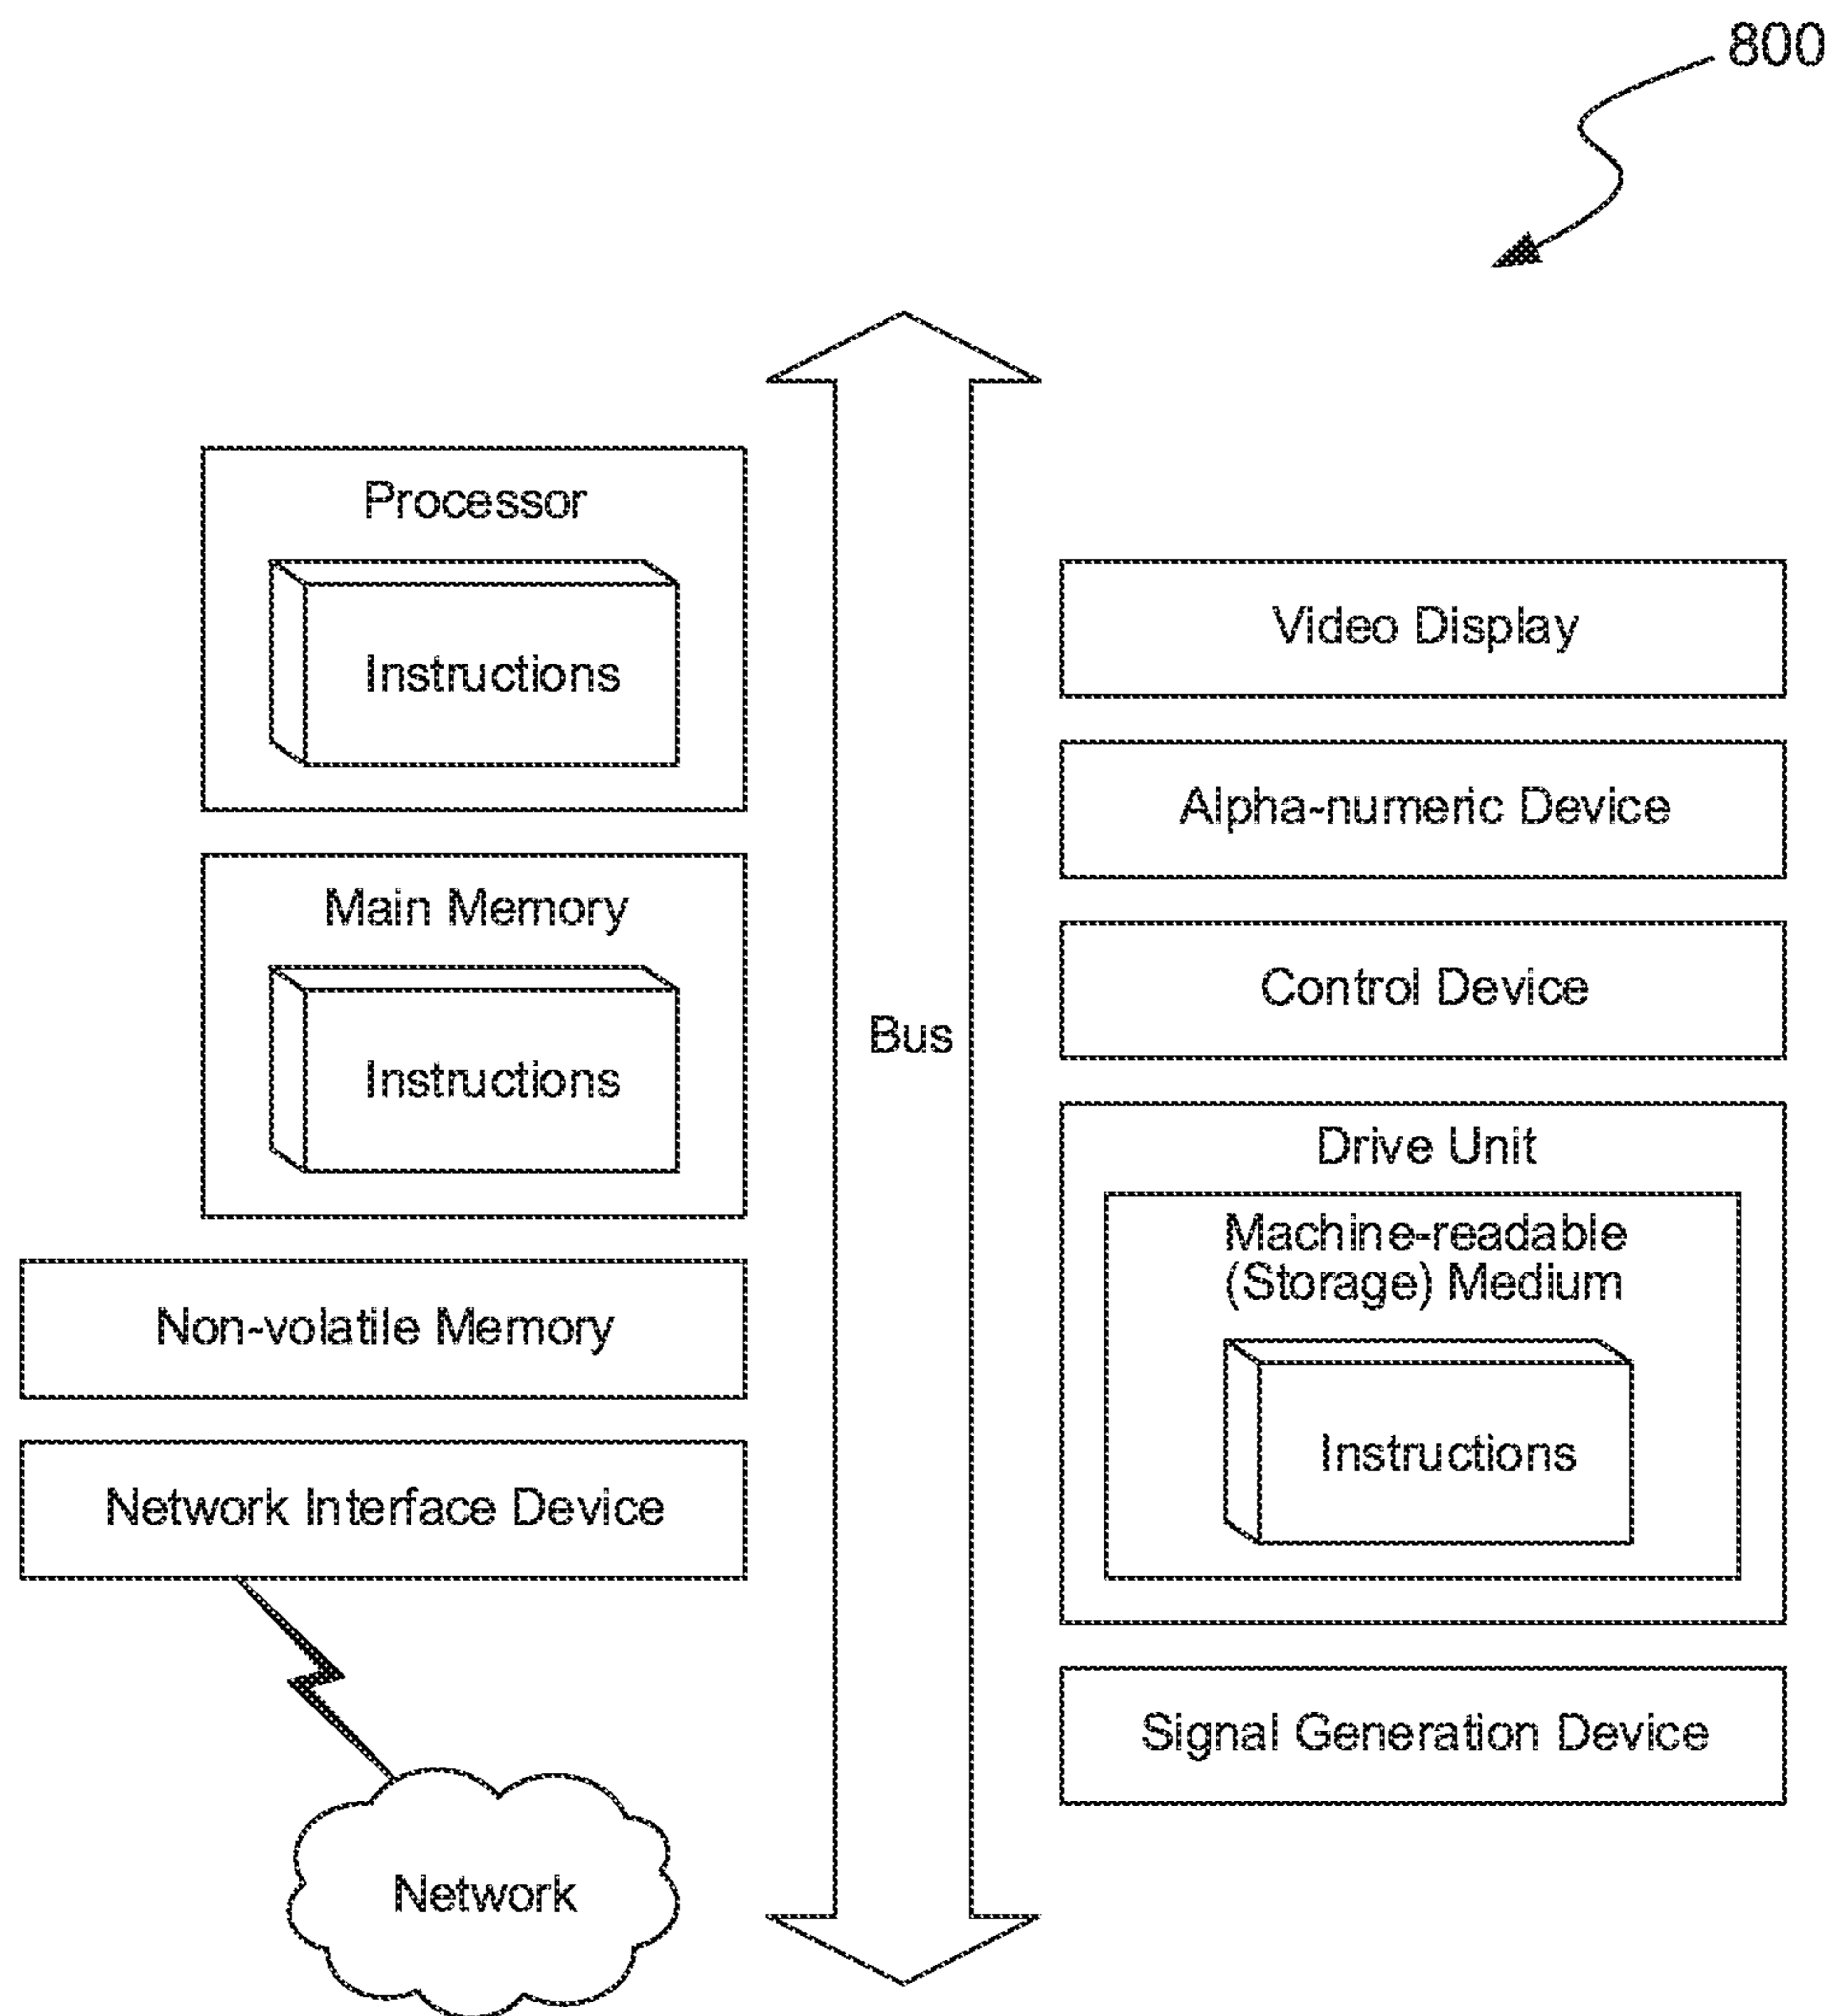 800
Processor
Instructions
Main Memory
Instructions
Non-volatile Memory
Network Interface Device
Network
Bus
Video Display
Alpha-numeric Device
Control Device
Drive Unit
Machine-readable
(Storage) Medium
Instructions
Signal Generation Device